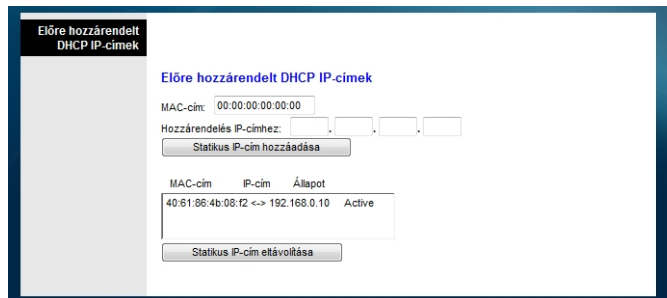 Előre hozzárendelt
DHCP IP-címek
Előre hozzárendelt DHCP IP-címek
MAC-cím: 00:00:00:00:00:00
Hozzárendelés IP-címhez: . . .
Statikus IP-cím hozzáadása
MAC-cím IP-cím Állapot
40:61:86:4b:08:f2 <-> 192.168.0.10 Active
Statikus IP-cím eltávolítása